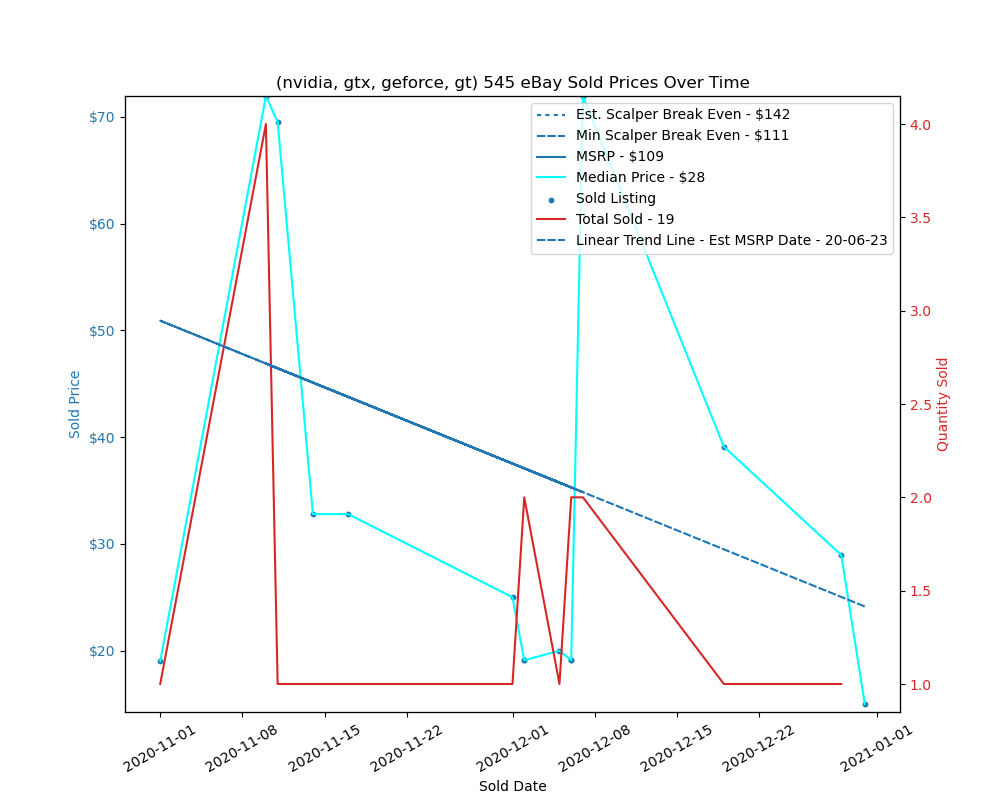 (nvidia, gtx, geforce, gt) 545 eBay Sold Prices Over Time
$70
$60
$50
$40
$30
$20
Sold Price
Est. Scalper Break Even - $142
Min Scalper Break Even - $111
MSRP - $109
Median Price - $28
Sold Listing
Total Sold - 19
Linear Trend Line - Est MSRP Date - 20-06-23
4.0
3.5
3.0
2.5
2.0
1.5
1.0
Quantity Sold
2020-11-01
2020-11-08
2020-11-15
2020-11-22
2020-12-01
2020-12-08
2020-12-15
2020-12-22
2021-01-01
Sold Date